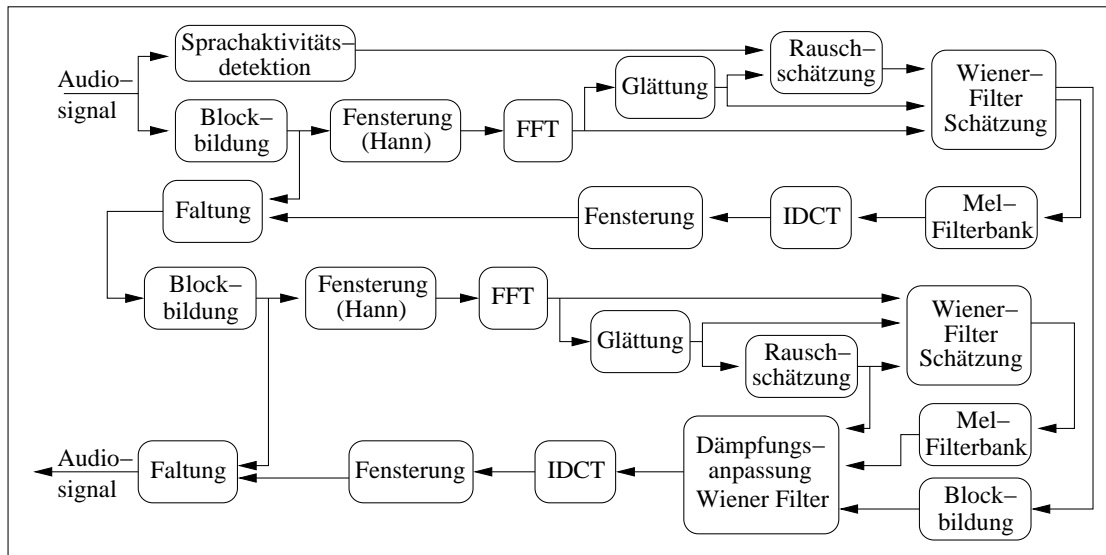 Sprachaktivitäts–
detektion
Audio–
signal
Block–
bildung
Fensterung
(Hann)
FFT
Glättung
Rausch–
schätzung
Wiener–
Filter
Schätzung
Faltung
Fensterung
IDCT
Mel–
Filterbank
Block–
bildung
Fensterung
(Hann)
FFT
Glättung
Rausch–
schätzung
Wiener–
Filter
Schätzung
Audio–
signal
Faltung
Fensterung
IDCT
Dämpfungs–
anpassung
Wiener Filter
Mel–
Filterbank
Block–
bildung